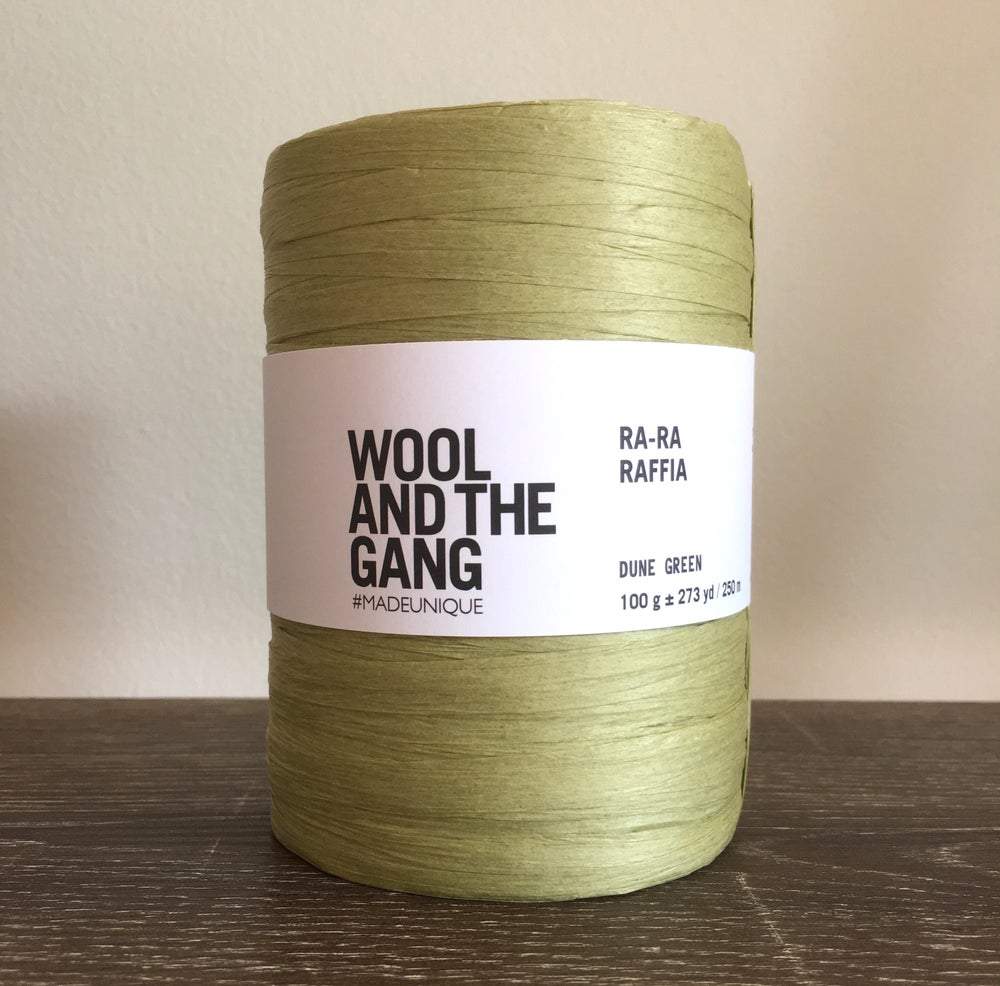 WOOL
AND THE
GANG
#MADEUNIQUE
RA-RA
RAFFIA
DUNE GREEN
100 g ± 273 yd / 250 m